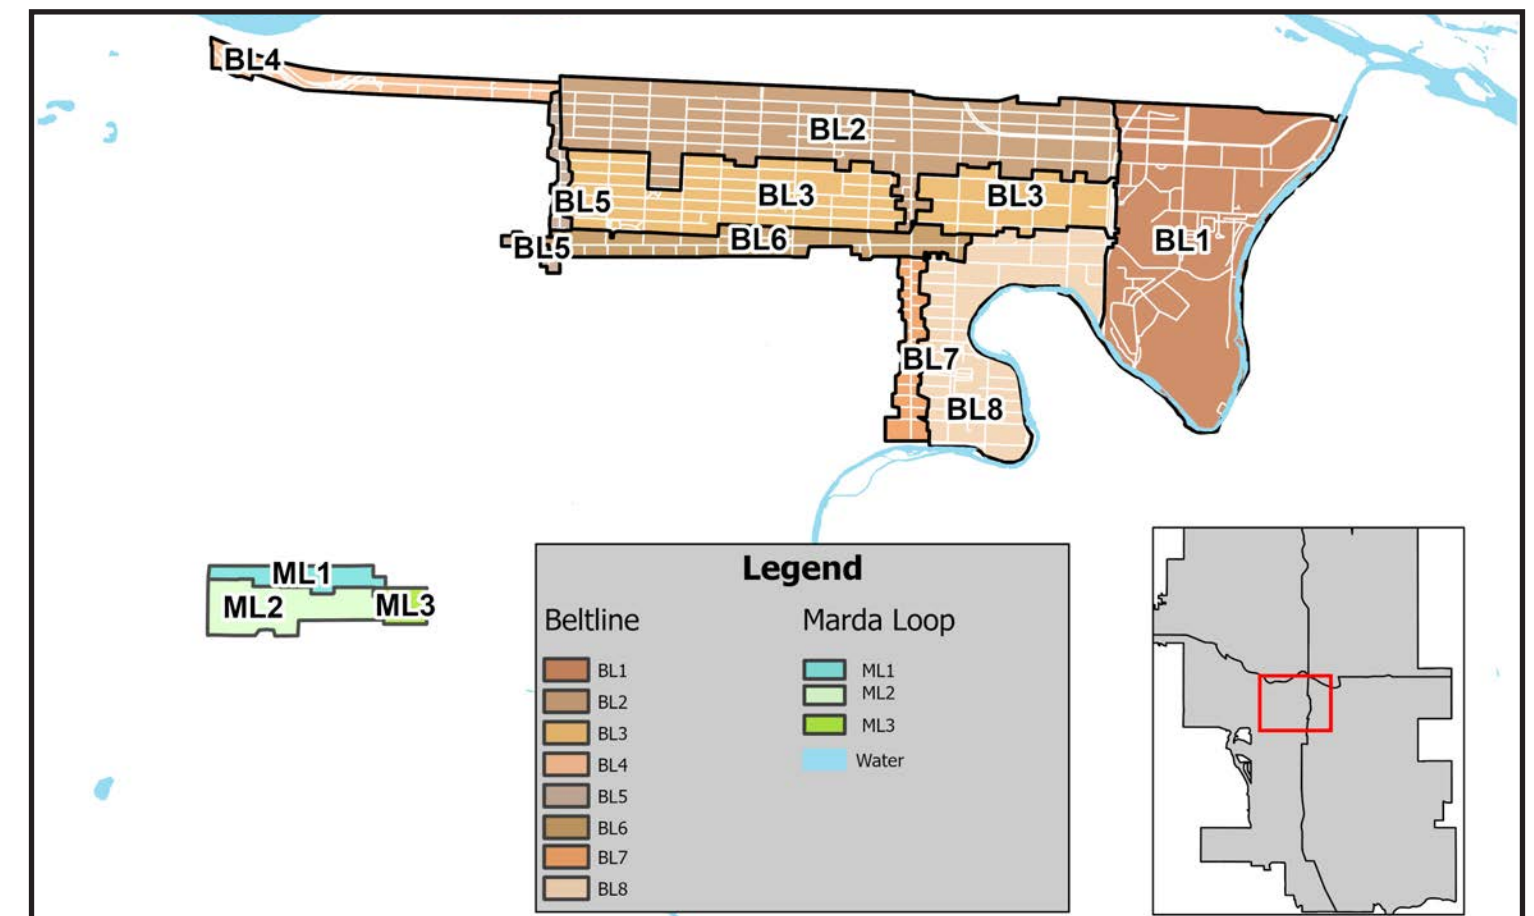 BL4
BL2
BL5
BL3
BL3
BL5
BL6
BL1
BL7
BL8
ML1
ML2
ML3
Legend
Beltline
BL1
BL2
BL3
BL4
BL5
BL6
BL7
BL8
Marda Loop
ML1
ML2
ML3
Water